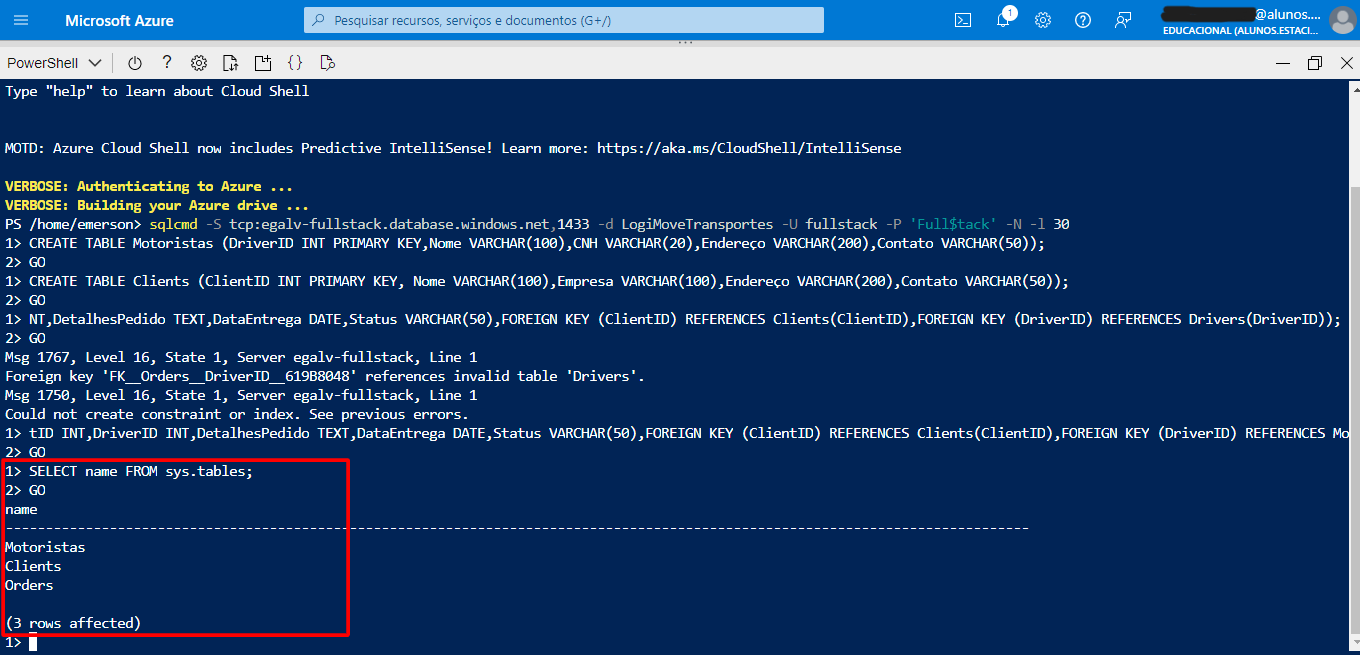 Microsoft Azure
Pesquisar recursos, serviços e documentos (G+/)
1
@alunos....
EDUCACIONAL (ALUNOS.ESTACI...
PowerShell
Type "help" to learn about Cloud Shell
MOTD: Azure Cloud Shell now includes Predictive IntelliSense! Learn more: https://aka.ms/CloudShell/IntelliSense
VERBOSE: Authenticating to Azure ...
VERBOSE: Building your Azure drive ...
PS /home/emerson> sqlcmd -S tcp:egalv-fullstack.database.windows.net,1433 -d LogiMoveTransportes -U fullstack -P 'Full$tack' -N -l 30
1> CREATE TABLE Motoristas (DriverID INT PRIMARY KEY,Nome VARCHAR(100),CNH VARCHAR(20),Endereço VARCHAR(200),Contato VARCHAR(50));
2> GO
1> CREATE TABLE Clients (ClientID INT PRIMARY KEY, Nome VARCHAR(100),Empresa VARCHAR(100),Endereço VARCHAR(200),Contato VARCHAR(50));
2> GO
1> NT,DetalhesPedido TEXT,DataEntrega DATE,Status VARCHAR(50),FOREIGN KEY (ClientID) REFERENCES Clients(ClientID),FOREIGN KEY (DriverID) REFERENCES Drivers(DriverID));
2> GO
Msg 1767, Level 16, State 1, Server egalv-fullstack, Line 1
Foreign key 'FK__Orders__DriverID__619B8048' references invalid table 'Drivers'.
Msg 1750, Level 16, State 1, Server egalv-fullstack, Line 1
Could not create constraint or index. See previous errors.
1> tID INT,DriverID INT,DetalhesPedido TEXT,DataEntrega DATE,Status VARCHAR(50),FOREIGN KEY (ClientID) REFERENCES Clients(ClientID),FOREIGN KEY (DriverID) REFERENCES Mo
2> GO
1> SELECT name FROM sys.tables;
2> GO
name
--------------------------------------------------------------------------------------------------------------------------------
Motoristas
Clients
Orders
(3 rows affected)
1>